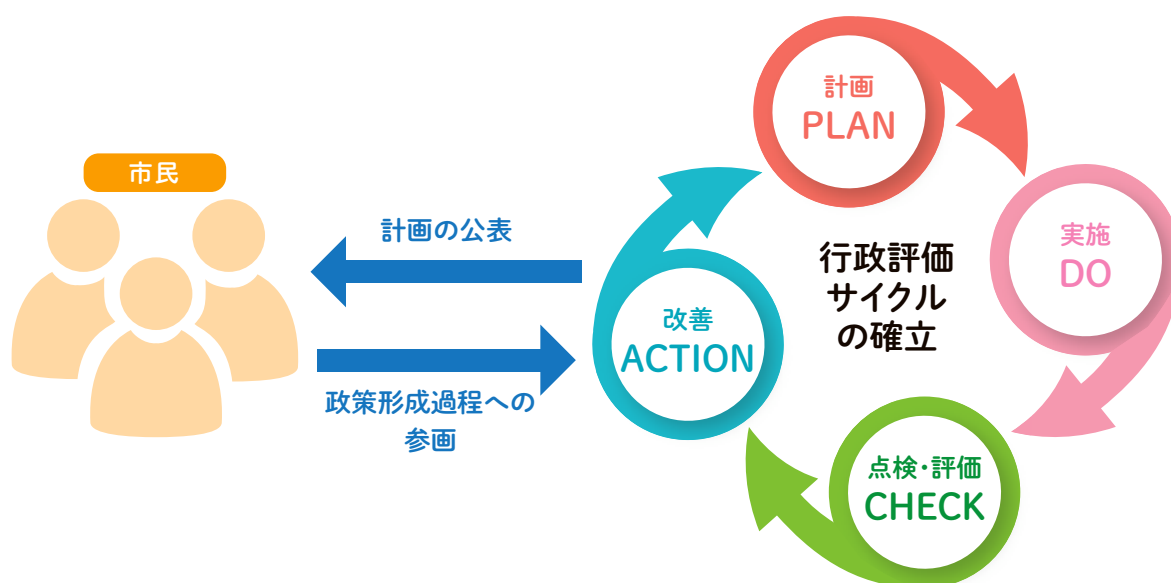 市民
計画の公表
政策形成過程への
参画
計画
PLAN
実施
DO
点検・評価
CHECK
改善
ACTION
行政評価
サイクル
の確立